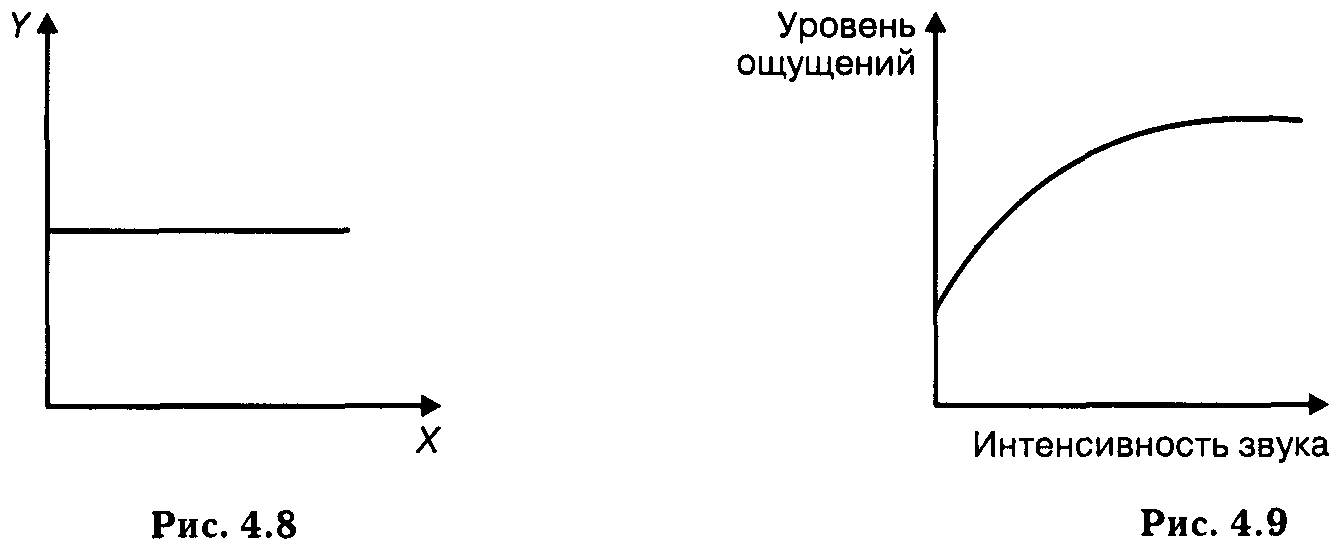 Y
X
Рис. 4.8
Уровень
ощущений
Интенсивность звука
Рис. 4.9